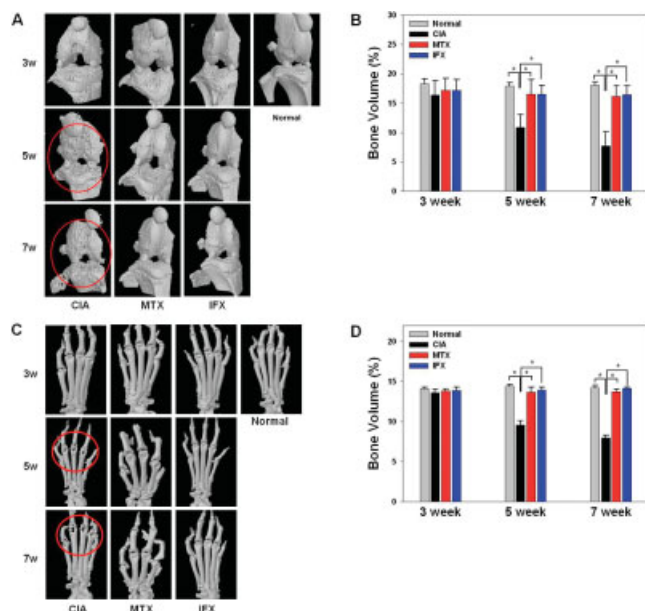 A
3w
Normal
5w
7w
CIA MTX IFX
B
Normal
CIA
MTX
IFX
Bone Volume (%)
20
15
10
5
0
* * *
* * *
3 week 5 week 7 week
C
3w
Normal
5w
7w
CIA MTX IFX
D
Normal
CIA
MTX
IFX
Bone Volume (%)
20
15
10
5
0
* * *
* * *
3 week 5 week 7 week